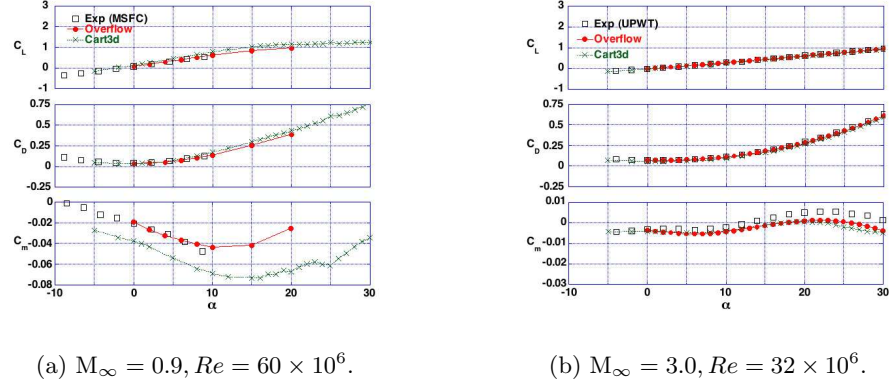 3
2
1
0
-1
C_L
Exp (MSFC)
Overflow
Cart3d
0.75
0.5
0.25
0
-0.25
C_D
0
-0.02
-0.04
-0.06
-0.08
C_m
-10 0 10 20 30
α
3
2
1
0
-1
C_L
Exp (UPWT)
Overflow
Cart3d
0.75
0.5
0.25
0
-0.25
C_D
0.01
0
-0.01
-0.02
-0.03
C_m
-10 0 10 20 30
α
(a) M∞ = 0.9, Re = 60 × 10⁶.
(b) M∞ = 3.0, Re = 32 × 10⁶.